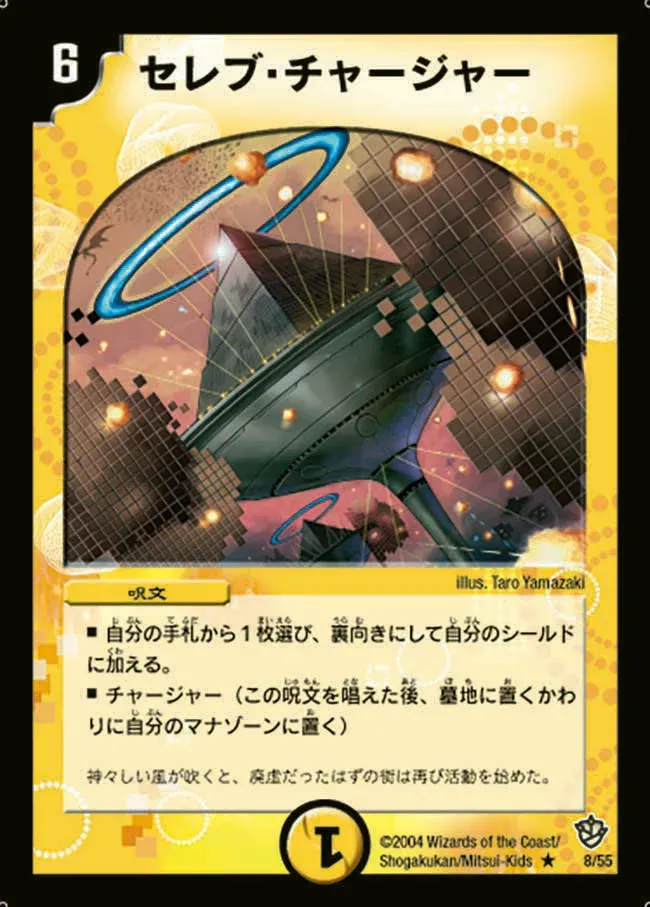 6
セレブ・チャージャー
illus. Taro Yamazaki
呪文
■ 自分の手札から1枚選び、裏向きにして自分のシールド
に加える。
■ チャージャー（この呪文を唱えた後、墓地に置くかわ
りに自分のマナゾーンに置く）
神々しい風が吹くと、廃虚だったはずの街は再び活動を始めた。
1
©2004 Wizards of the Coast/
Shogakukan/Mitsui-Kids ★ 8/55